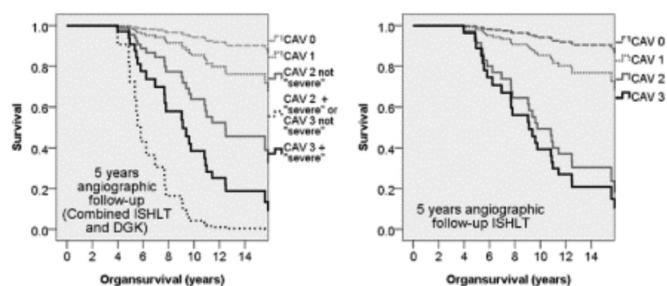 1.0
0.8
0.6
0.4
0.2
0.0
Survival
0 2 4 6 8 10 12 14
Organsurvival (years)
5 years
angiographic
follow-up
(Combined ISHLT
and DGK)
CAV 0
CAV 1
CAV 2 not
"severe"
CAV 2 +
"severe" or
CAV 3 not
"severe"
CAV 3 +
"severe"
1.0
0.8
0.6
0.4
0.2
0.0
Survival
0 2 4 6 8 10 12 14
Organsurvival (years)
5 years angiographic
follow-up ISHLT
CAV 0
CAV 1
CAV 2
CAV 3